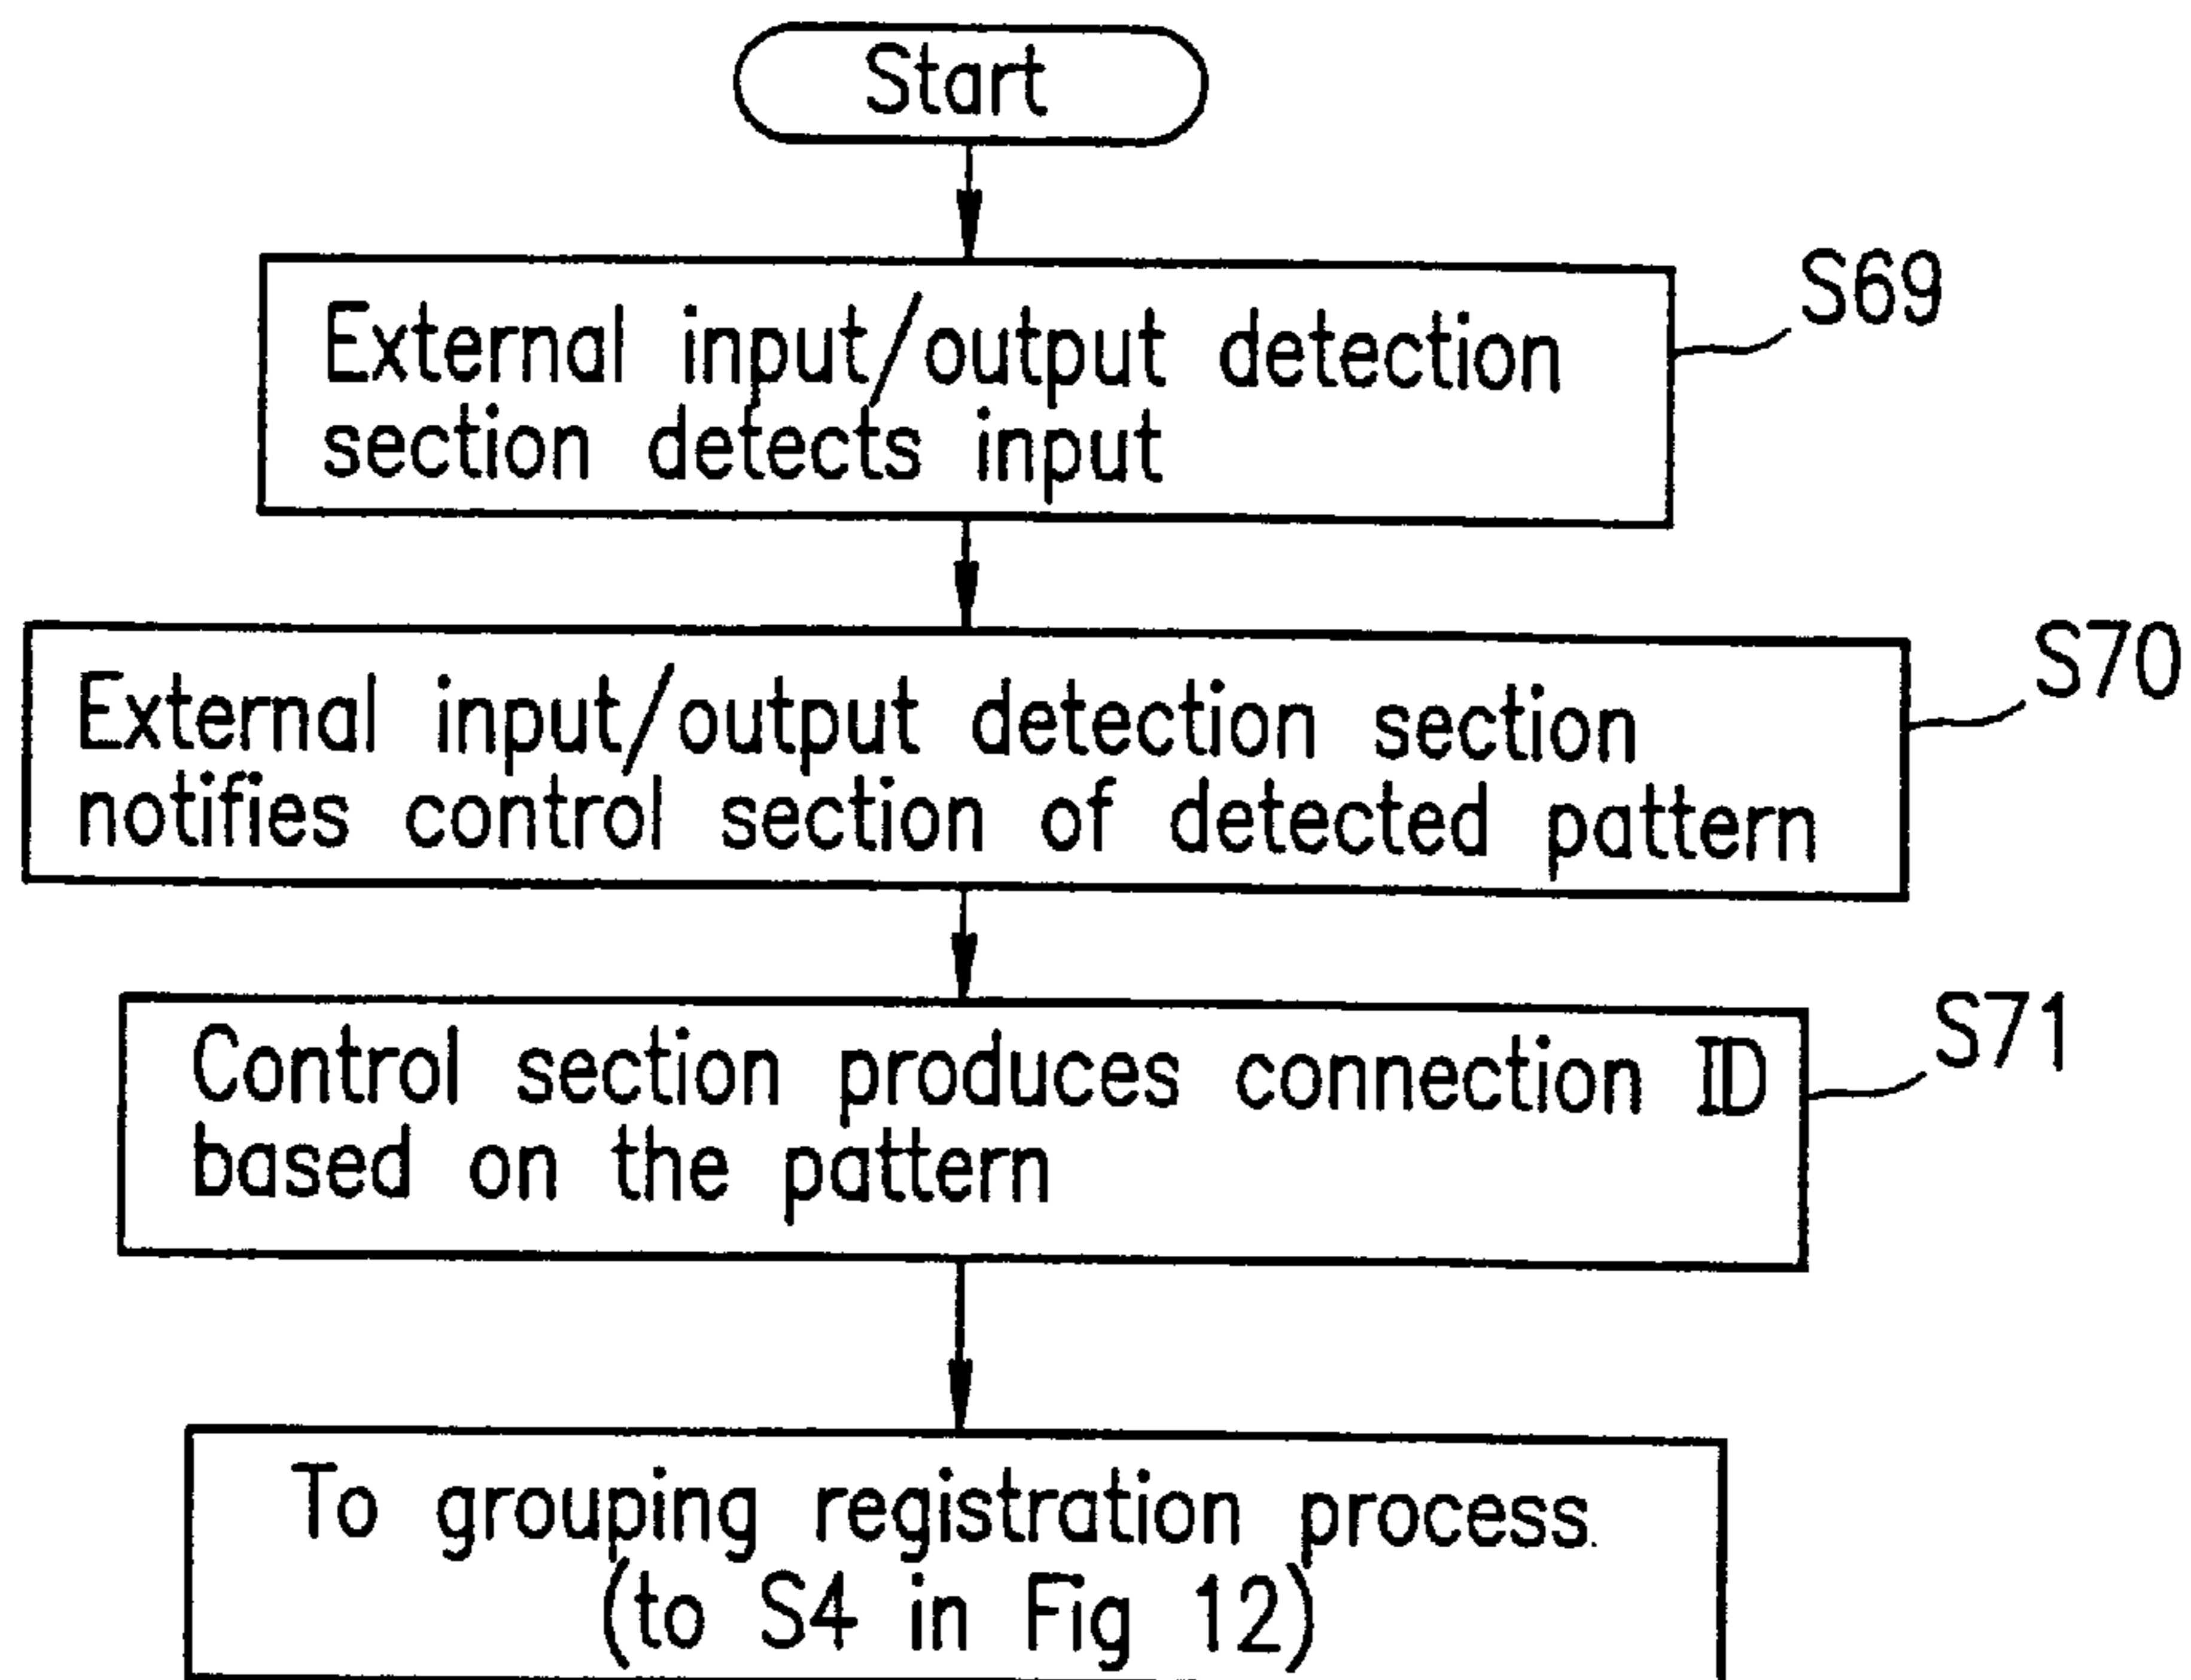 Start
External input/output detection
section detects input
S69
External input/output detection section
notifies control section of detected pattern
S70
Control section produces connection ID
based on the pattern
S71
To grouping registration process.
(to S4 in Fig 12)